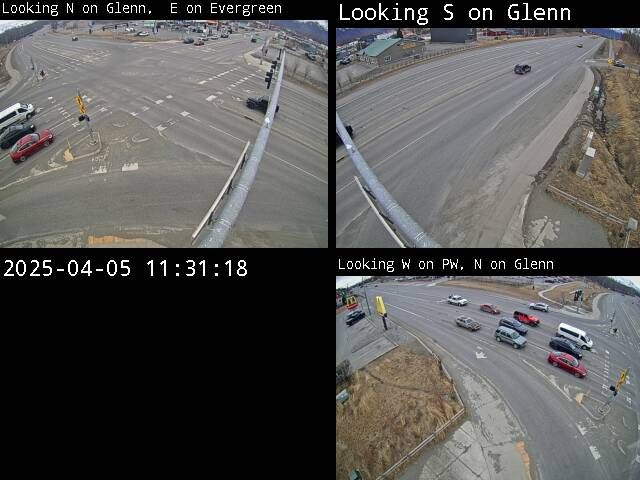 Looking N on Glenn,  E on Evergreen
Looking S on Glenn
2025-04-05 11:31:18
Looking W on PW, N on Glenn